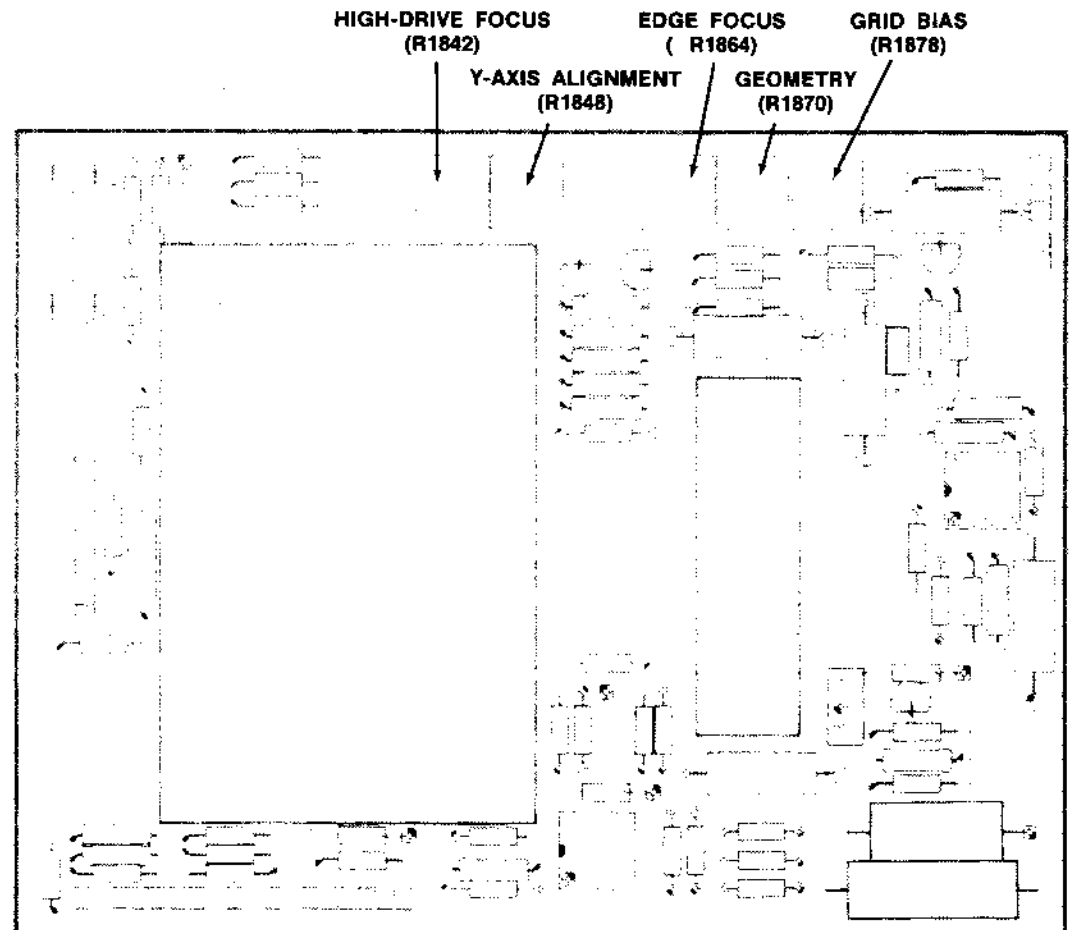 HIGH-DRIVE FOCUS
(R1842)
EDGE FOCUS
( R1864)
GRID BIAS
(R1878)
Y-AXIS ALIGNMENT
(R1848)
GEOMETRY
(R1870)